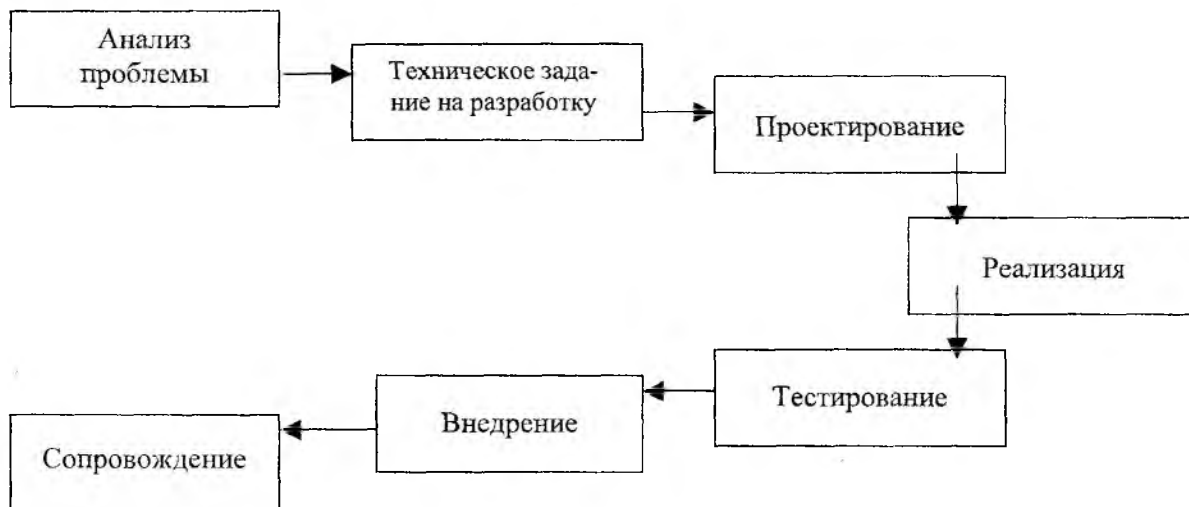 Анализ
проблемы
Техническое зада-
ние на разработку
Проектирование
Реализация
Тестирование
Внедрение
Сопровождение